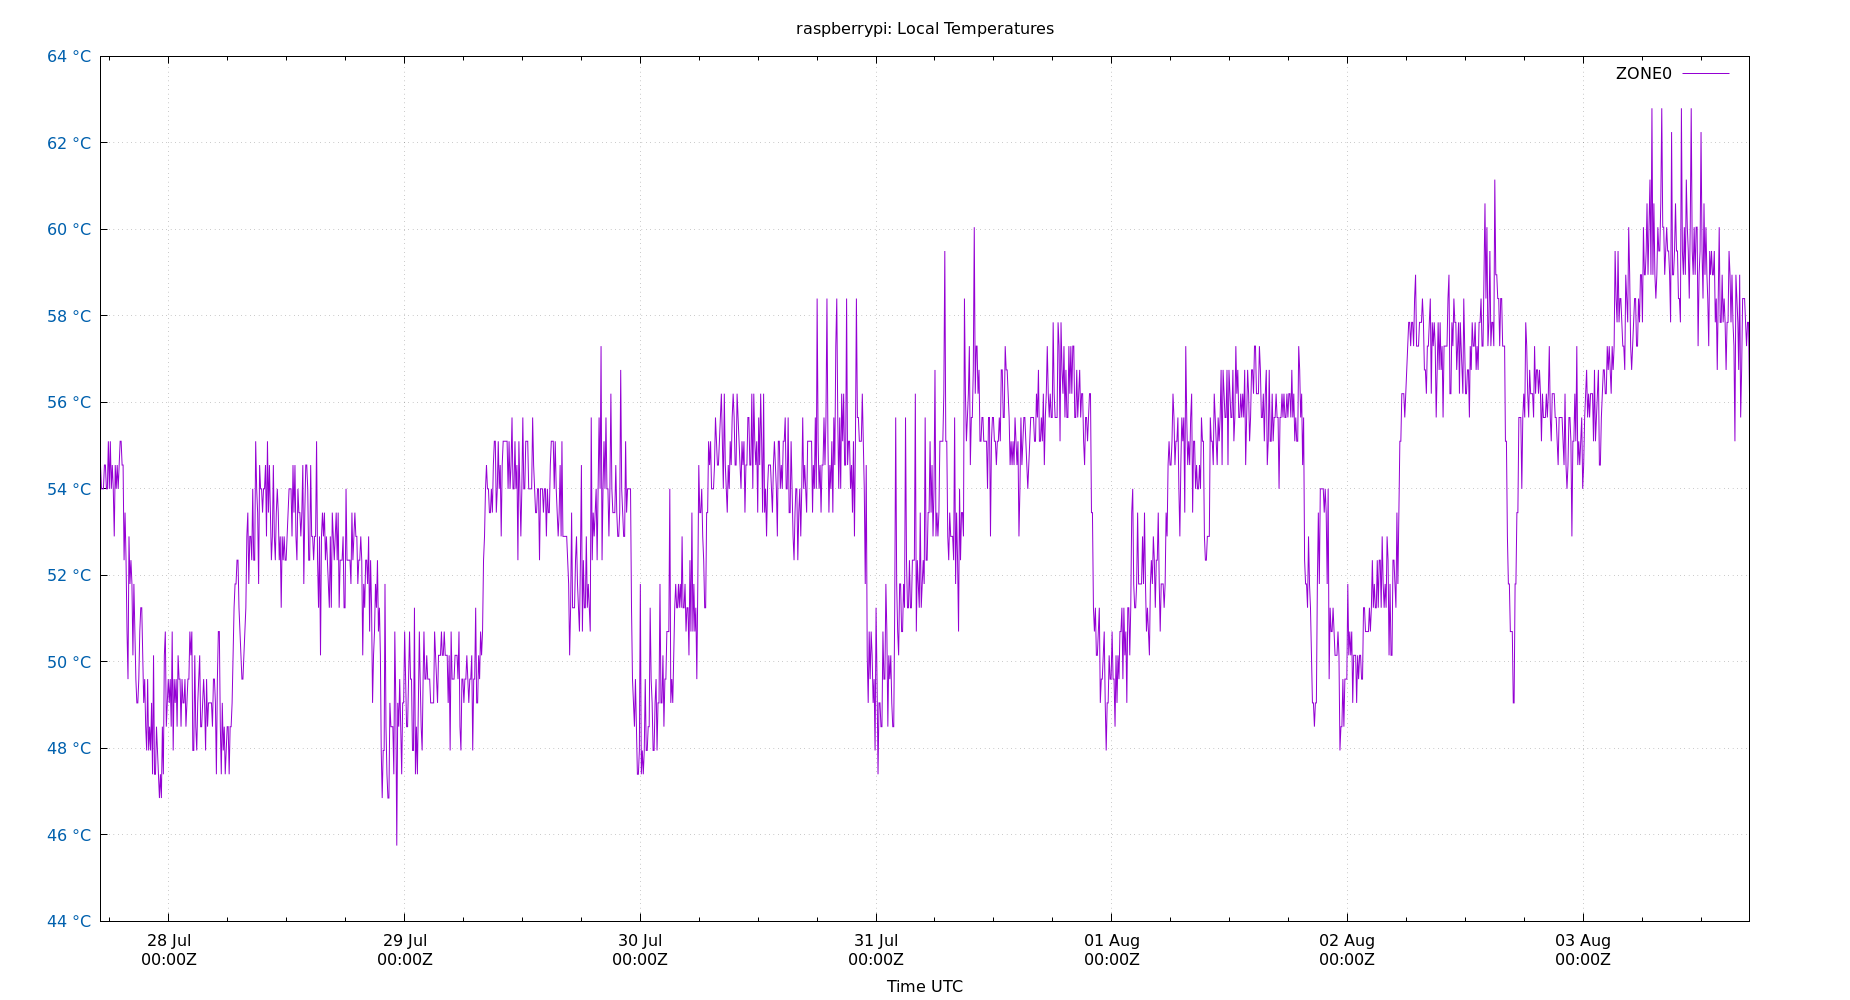 raspberrypi: Local Temperatures
64 °C
ZONE0
62 °C
60 °C
58 °C
56 °C
54 °C
52 °C
50 °C
48 °C
46 °C
44 °C
28 Jul 29 Jul 30 Jul 31 Jul 01 Aug 02 Aug 03 Aug
00:00Z 00:00Z 00:00Z 00:00Z 00:00Z 00:00Z 00:00Z
Time UTC